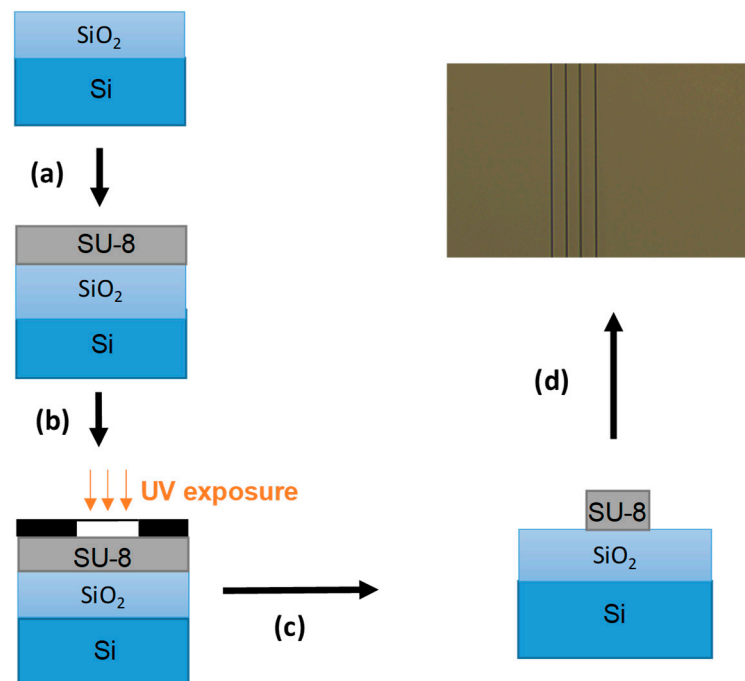 SiO₂
Si
(a)
SU-8
SiO₂
Si
(b)
UV exposure
SU-8
SiO₂
Si
(c)
SU-8
SiO₂
Si
(d)